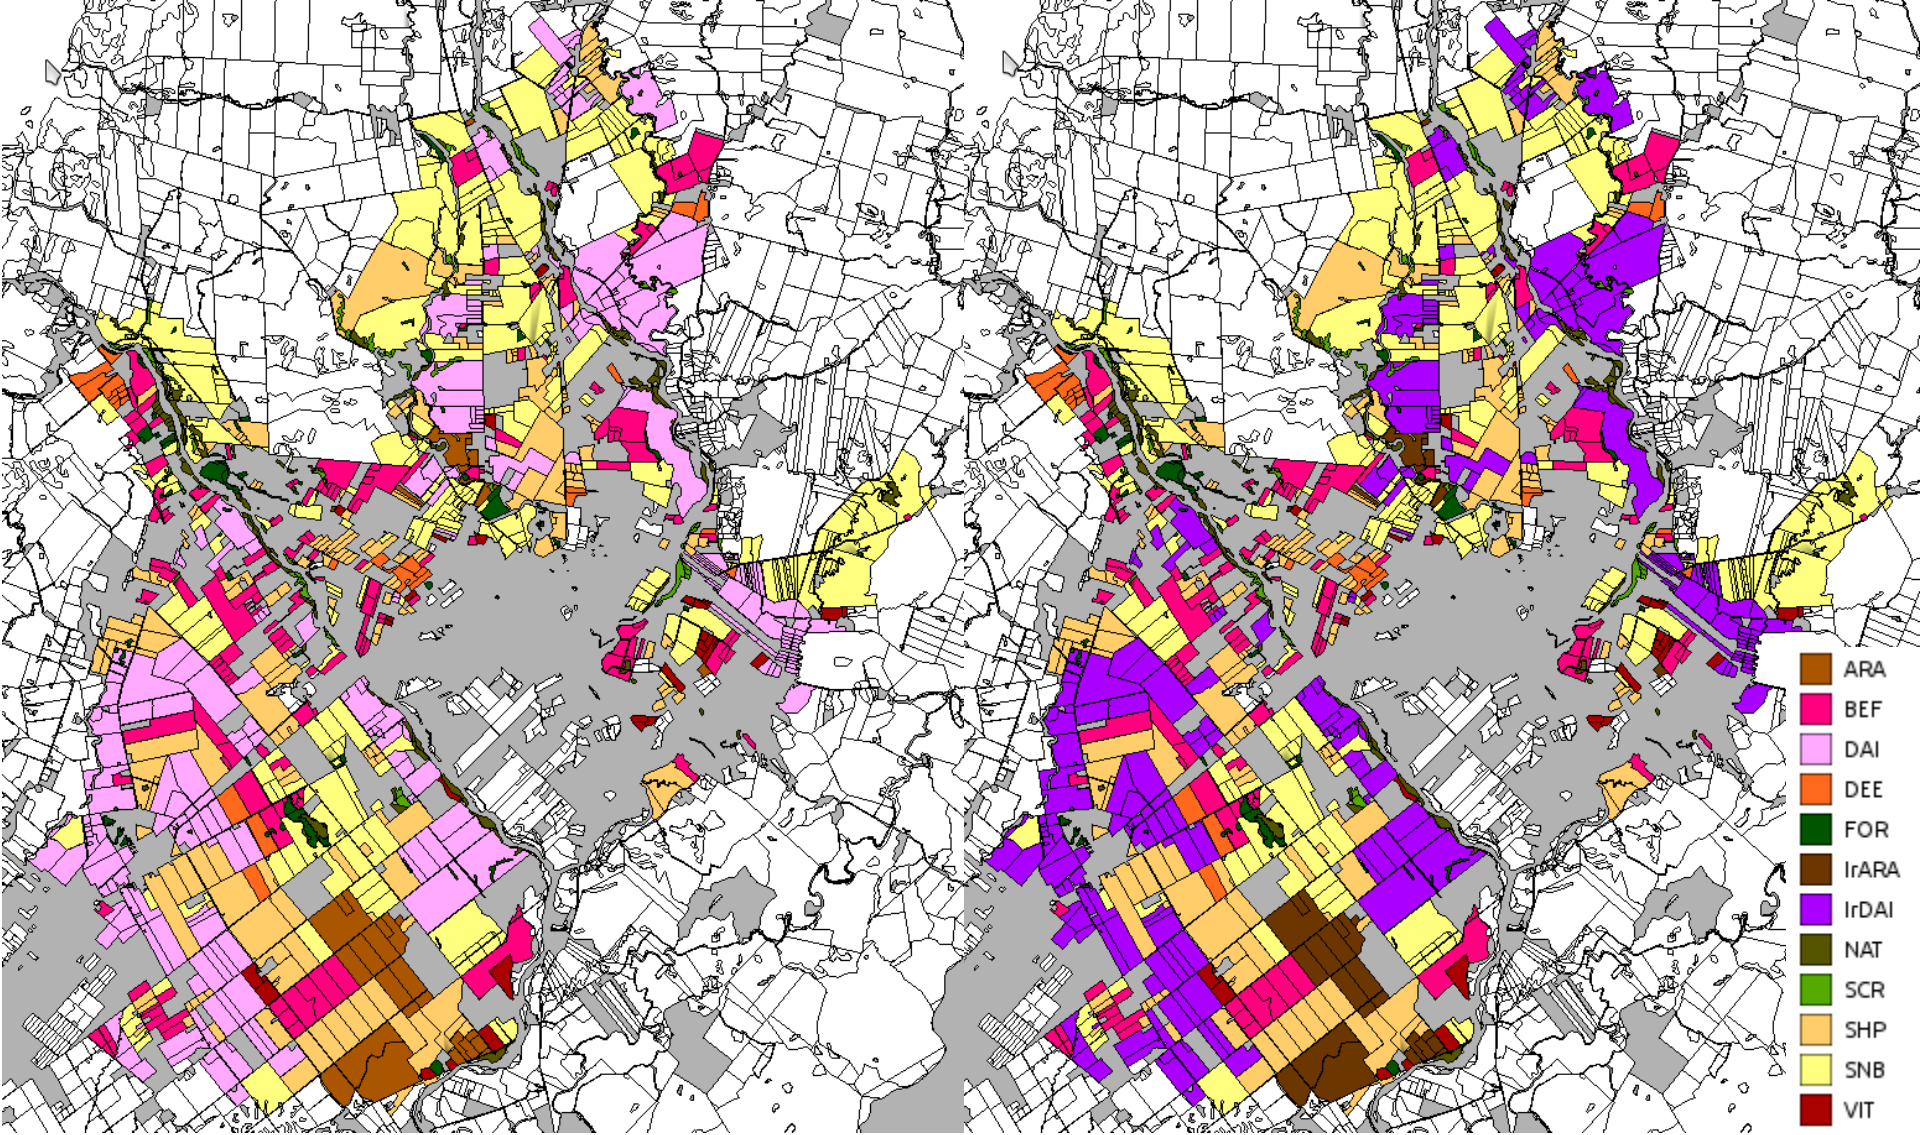 ARA
BEF
DAI
DEE
FOR
IrARA
IrDAI
NAT
SCR
SHP
SNB
VIT